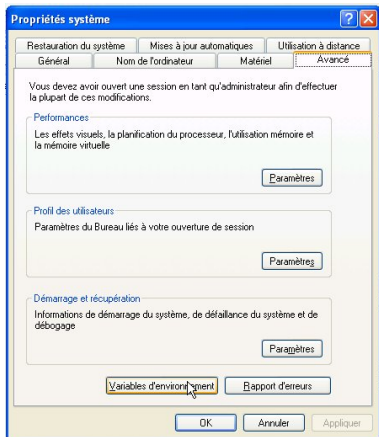 Propriétés système
Restauration du système Mises à jour automatiques Utilisation à distance
Général Nom de l'ordinateur Matériel Avancé
Vous devez avoir ouvert une session en tant qu'administrateur afin d'effectuer
la plupart de ces modifications.
Performances
Les effets visuels, la planification du processeur, l'utilisation mémoire et
la mémoire virtuelle
Paramètres
Profil des utilisateurs
Paramètres du Bureau liés à votre ouverture de session
Paramètres
Démarrage et récupération
Informations de démarrage du système, de défaillance du système et de
débogage
Paramètres
Variables d'environnement Rapport d'erreurs
OK Annuler Appliquer